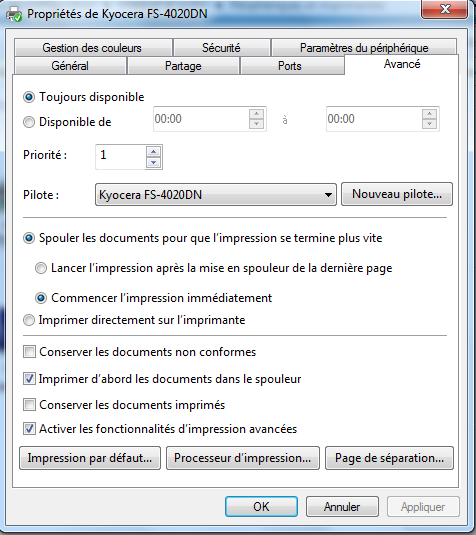 Propriétés de Kyocera FS-4020DN
Gestion des couleurs Sécurité Paramètres du périphérique
Général Partage Ports Avancé
Toujours disponible
Disponible de 00:00 à 00:00
Priorité : 1
Pilote : Kyocera FS-4020DN Nouveau pilote...
Spouler les documents pour que l'impression se termine plus vite
Lancer l'impression après la mise en spouleur de la dernière page
Commencer l'impression immédiatement
Imprimer directement sur l'imprimante
Conserver les documents non conformes
Imprimer d'abord les documents dans le spouleur
Conserver les documents imprimés
Activer les fonctionnalités d'impression avancées
Impression par défaut... Processeur d'impression... Page de séparation...
OK Annuler Appliquer